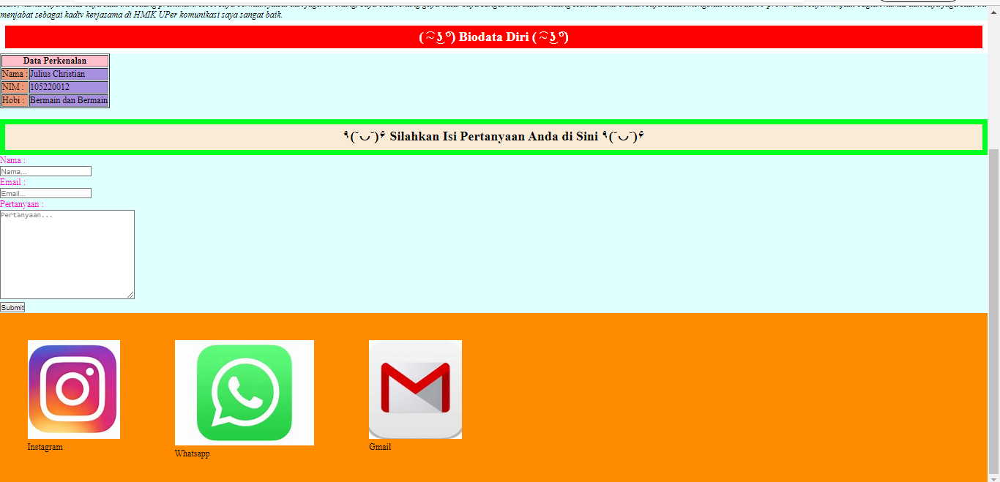 menjabat sebagai kadiv kerjasama di HMIK UPer komunikasi saya sangat baik.
( ͡~ ͜ʖ ͡°) Biodata Diri ( ͡~ ͜ʖ ͡°)
Data Perkenalan
Nama : Julius Christian
NIM : 105220012
Hobi : Bermain dan Bermain
٩(˘◡˘)۶ Silahkan Isi Pertanyaan Anda di Sini ٩(˘◡˘)۶
Nama :
Nama...
Email :
Email...
Pertanyaan :
Pertanyaan...
Submit
Instagram
Whatsapp
Gmail